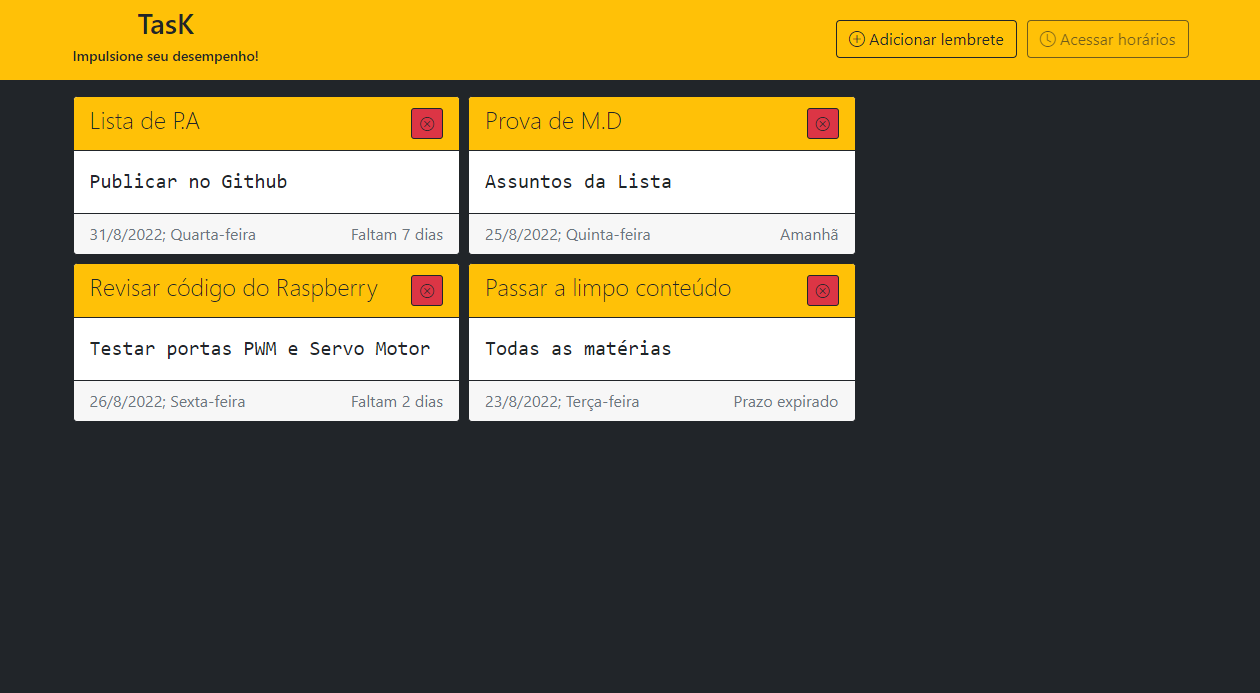 TasK
Impulsione seu desempenho!
Adicionar lembrete
Acessar horários
Lista de P.A
Publicar no Github
31/8/2022; Quarta-feira
Faltam 7 dias
Prova de M.D
Assuntos da Lista
25/8/2022; Quinta-feira
Amanhã
Revisar código do Raspberry
Testar portas PWM e Servo Motor
26/8/2022; Sexta-feira
Faltam 2 dias
Passar a limpo conteúdo
Todas as matérias
23/8/2022; Terça-feira
Prazo expirado